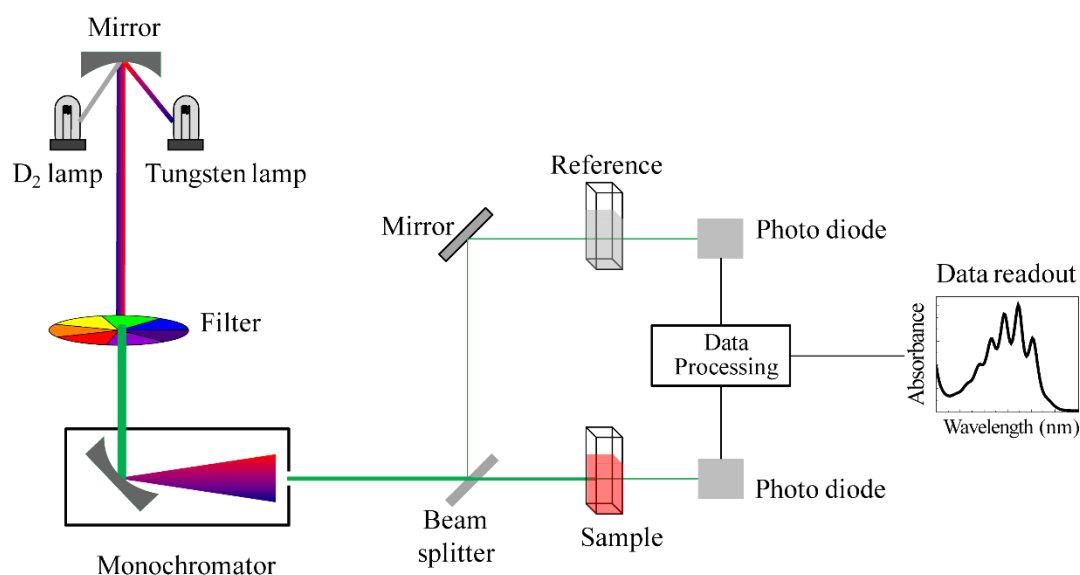 Mirror
D₂ lamp
Tungsten lamp
Filter
Monochromator
Beam
splitter
Mirror
Reference
Photo diode
Data
Processing
Sample
Photo diode
Data readout
Absorbance
Wavelength (nm)